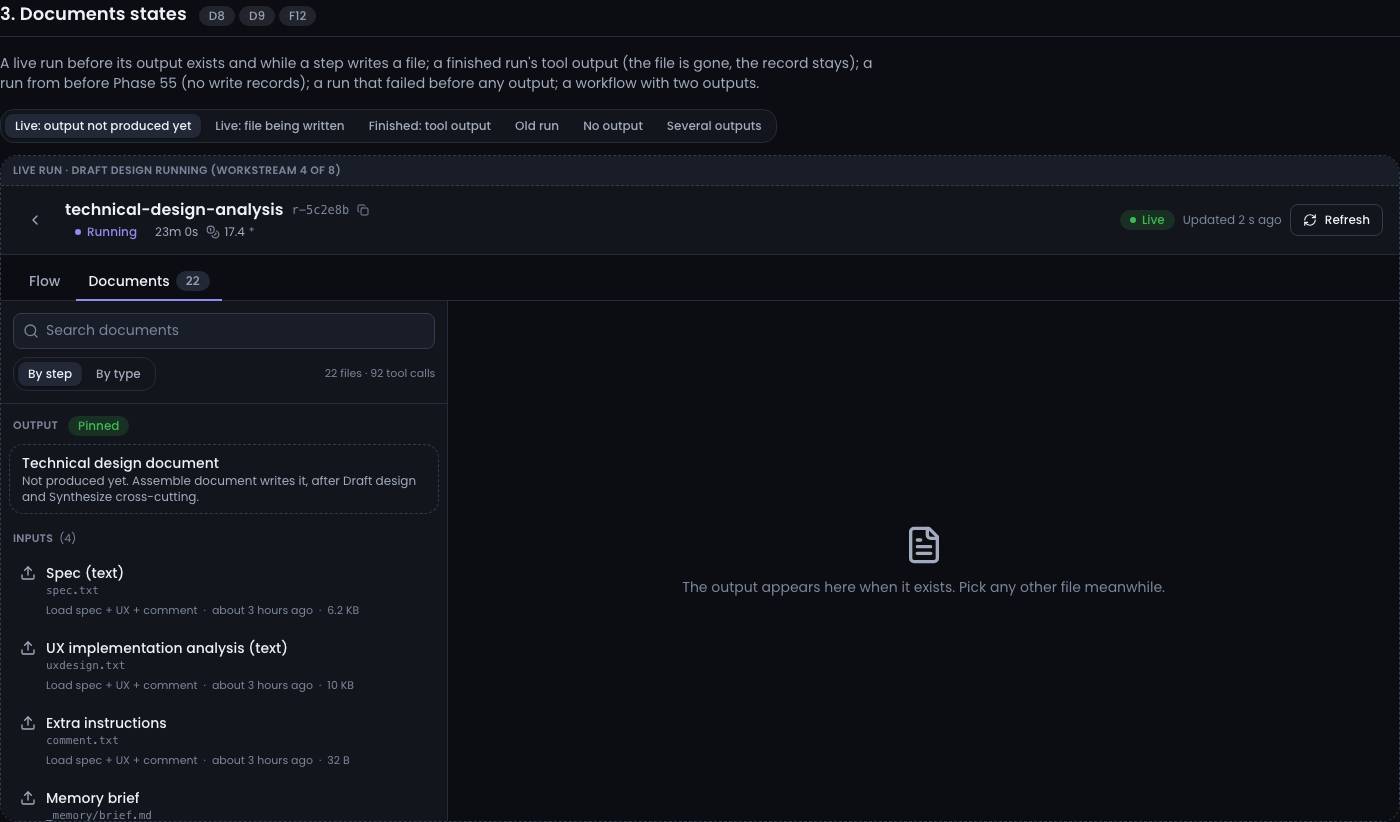 3. Documents states D8 D9 F12
A live run before its output exists and while a step writes a file; a finished run's tool output (the file is gone, the record stays); a
run from before Phase 55 (no write records); a run that failed before any output; a workflow with two outputs.
Live: output not produced yet Live: file being written Finished: tool output Old run No output Several outputs
LIVE RUN · DRAFT DESIGN RUNNING (WORKSTREAM 4 OF 8)
technical-design-analysis r-5c2e8b
Running 23m 0s 17.4 *
Live Updated 2 s ago Refresh
Flow Documents 22
Search documents
By step By type 22 files · 92 tool calls
OUTPUT Pinned
Technical design document
Not produced yet. Assemble document writes it, after Draft design
and Synthesize cross-cutting.
INPUTS (4)
Spec (text)
spec.txt
Load spec + UX + comment · about 3 hours ago · 6.2 KB
UX implementation analysis (text)
uxdesign.txt
Load spec + UX + comment · about 3 hours ago · 10 KB
Extra instructions
comment.txt
Load spec + UX + comment · about 3 hours ago · 32 B
Memory brief
_memory/brief.md
The output appears here when it exists. Pick any other file meanwhile.